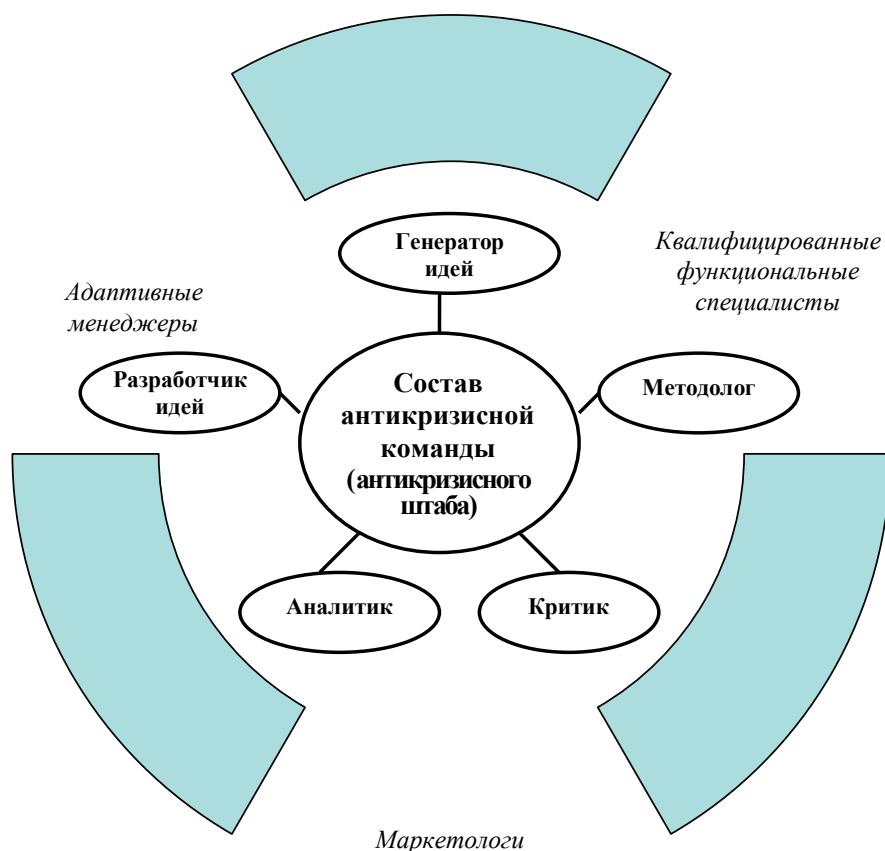 Генератор
идей
Квалифицированные
функциональные
специалисты
Адаптивные
менеджеры
Разработчик
идей
Состав
антикризисной
команды
(антикризисного
штаба)
Методолог
Аналитик
Критик
Маркетологи